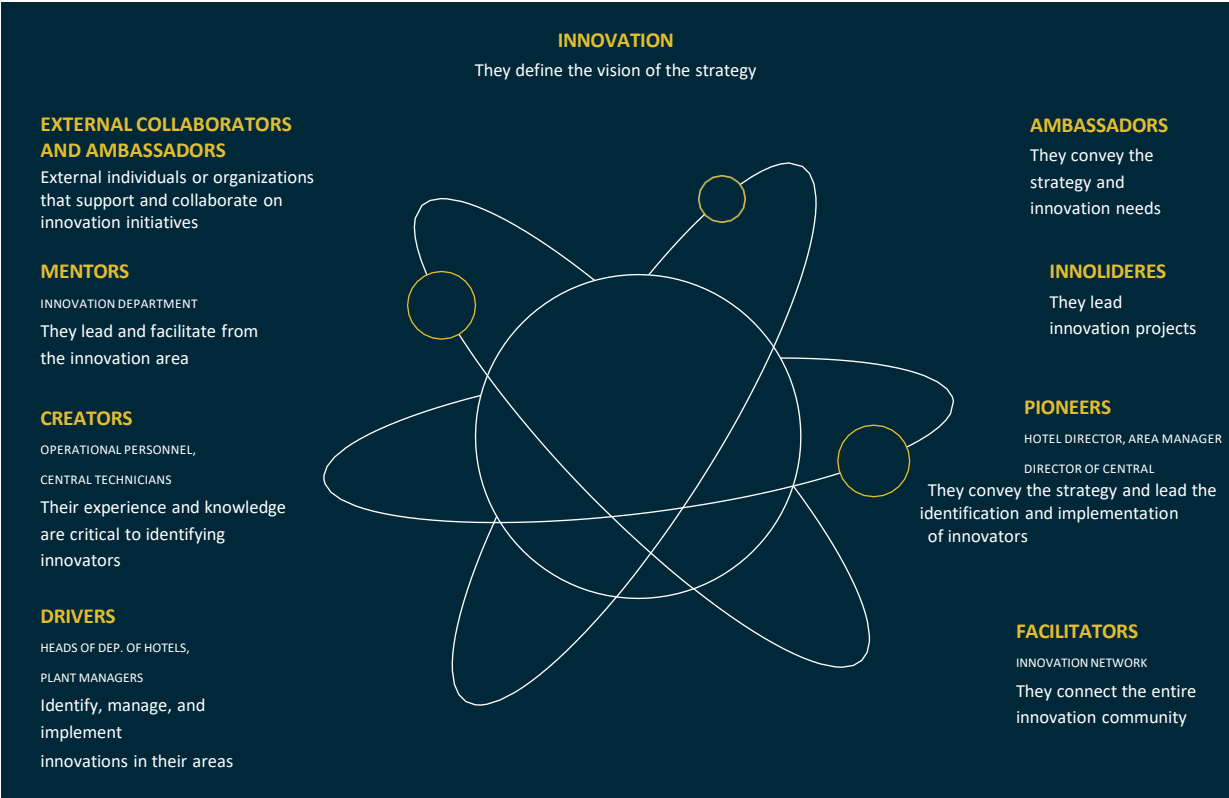 INNOVATION
They define the vision of the strategy
EXTERNAL COLLABORATORS
AND AMBASSADORS
External individuals or organizations
that support and collaborate on
innovation initiatives
MENTORS
INNOVATION DEPARTMENT
They lead and facilitate from
the innovation area
CREATORS
OPERATIONAL PERSONNEL,
CENTRAL TECHNICIANS
Their experience and knowledge
are critical to identifying
innovators
DRIVERS
HEADS OF DEP. OF HOTELS,
PLANT MANAGERS
Identify, manage, and
implement
innovations in their areas
AMBASSADORS
They convey the
strategy and
innovation needs
INNOLIDERES
They lead
innovation projects
PIONEERS
HOTEL DIRECTOR, AREA MANAGER
DIRECTOR OF CENTRAL
They convey the strategy and lead the
identification and implementation
of innovators
FACILITATORS
INNOVATION NETWORK
They connect the entire
innovation community